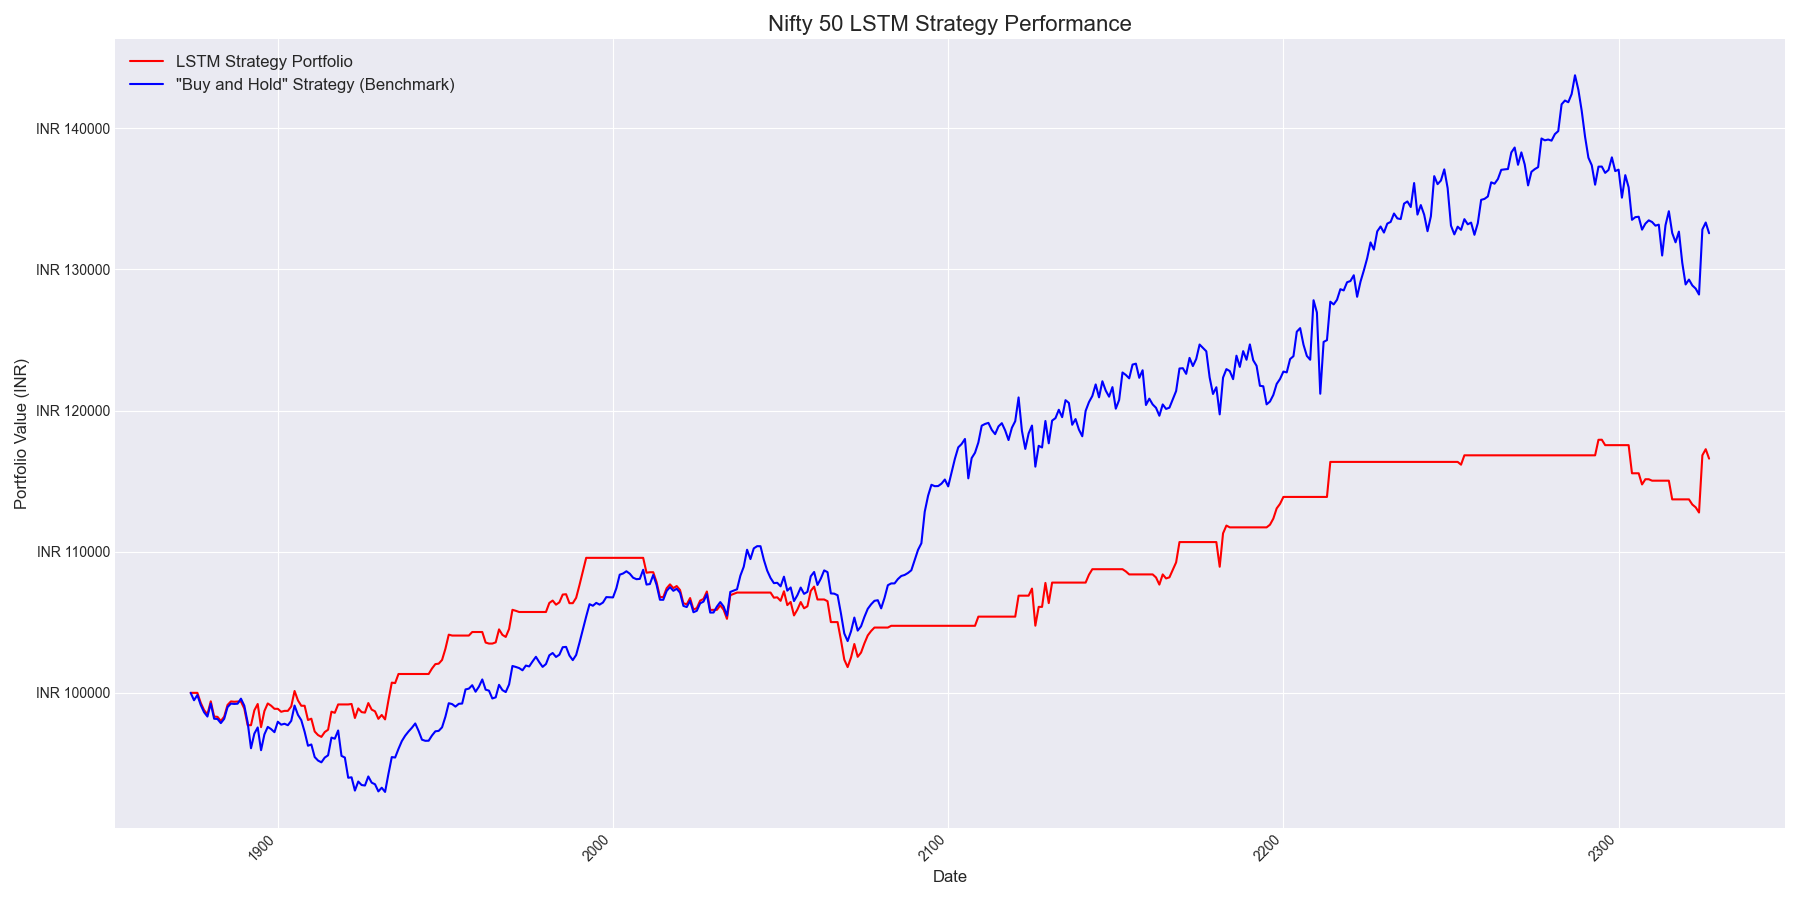 Nifty 50 LSTM Strategy Performance
LSTM Strategy Portfolio
"Buy and Hold" Strategy (Benchmark)
INR 140000
INR 130000
INR 120000
INR 110000
INR 100000
Portfolio Value (INR)
1900
2000
2100
2200
2300
Date